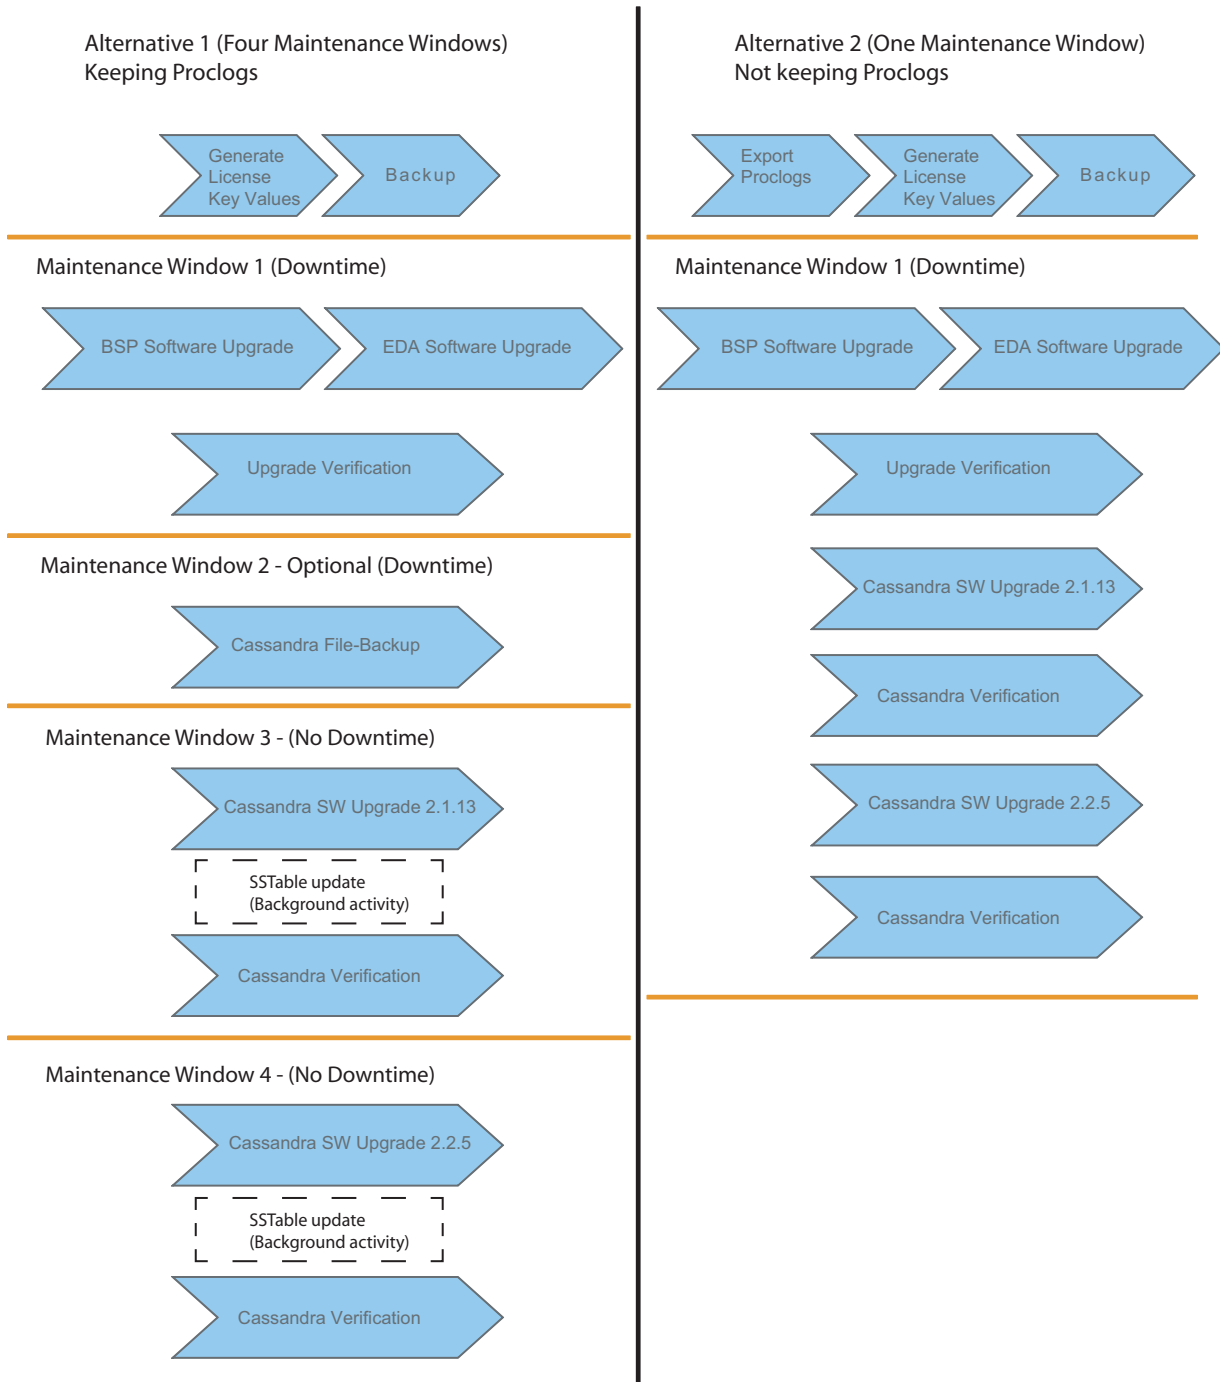 Alternative 1 (Four Maintenance Windows)
Keeping Proclogs
Generate
License
Key Values
Backup
Maintenance Window 1 (Downtime)
BSP Software Upgrade
EDA Software Upgrade
Upgrade Verification
Maintenance Window 2 - Optional (Downtime)
Cassandra File-Backup
Maintenance Window 3 - (No Downtime)
Cassandra SW Upgrade 2.1.13
SSTable update
(Background activity)
Cassandra Verification
Maintenance Window 4 - (No Downtime)
Cassandra SW Upgrade 2.2.5
SSTable update
(Background activity)
Cassandra Verification
Alternative 2 (One Maintenance Window)
Not keeping Proclogs
Export
Proclogs
Generate
License
Key Values
Backup
Maintenance Window 1 (Downtime)
BSP Software Upgrade
EDA Software Upgrade
Upgrade Verification
Cassandra SW Upgrade 2.1.13
Cassandra Verification
Cassandra SW Upgrade 2.2.5
Cassandra Verification